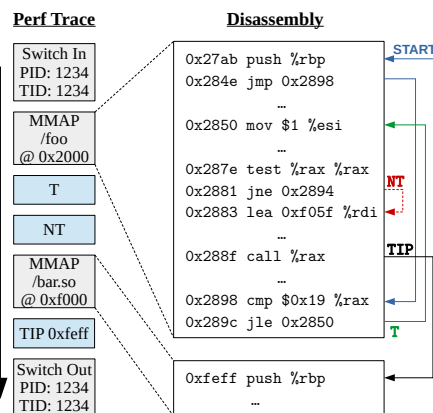 Perf Trace
Switch In
PID: 1234
TID: 1234
MMAP
/foo
@ 0x2000
T
NT
MMAP
/bar.so
@ 0xf000
TIP 0xfeff
Switch Out
PID: 1234
TID: 1234
Disassembly
0x27ab push %rbp
0x284e jmp 0x2898
…
0x2850 mov $1 %esi
…
0x287e test %rax %rax
0x2881 jne 0x2894
0x2883 lea 0xf05f %rdi
…
0x288f call %rax
…
0x2898 cmp $0x19 %rax
0x289c jle 0x2850
0xfeff push %rbp
…
START
NT
TIP
T